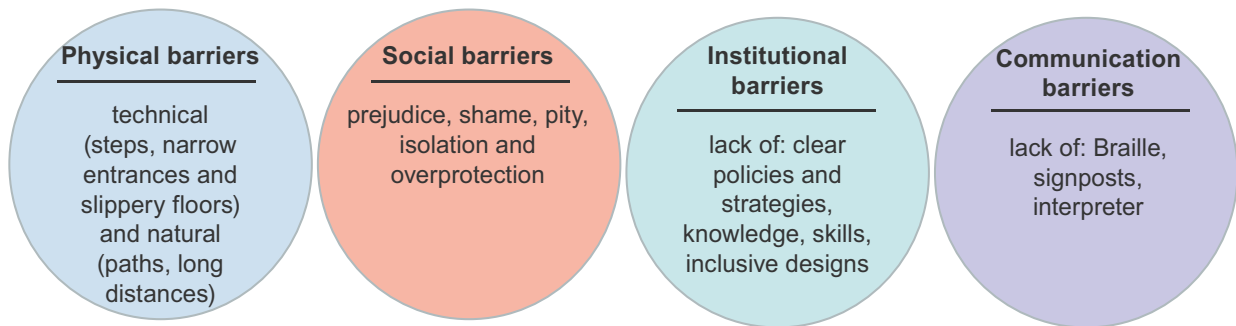 Physical barriers
technical
(steps, narrow
entrances and
slippery floors)
and natural
(paths, long
distances)
Social barriers
prejudice, shame, pity,
isolation and
overprotection
Institutional
barriers
lack of: clear
policies and
strategies,
knowledge, skills,
inclusive designs
Communication
barriers
lack of: Braille,
signposts,
interpreter